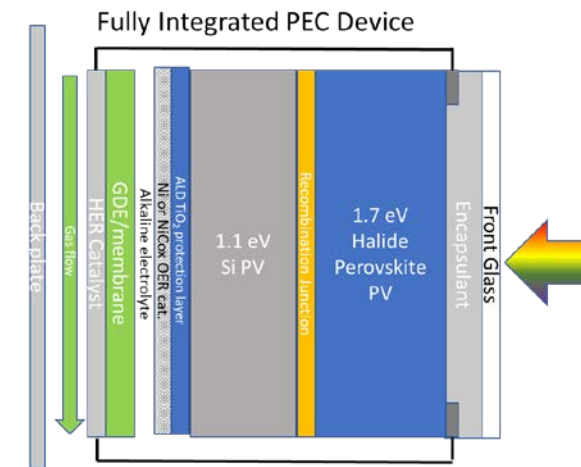 Fully Integrated PEC Device
Back plate
Gas flow
HER Catalyst
GDE/membrane
Alkaline electrolyte
Ni or NiCox OER cat.
ALD TiO₂ protection layer
1.1 eV
Si PV
Recombination Junction
1.7 eV
Halide
Perovskite
PV
Encapsulant
Front Glass